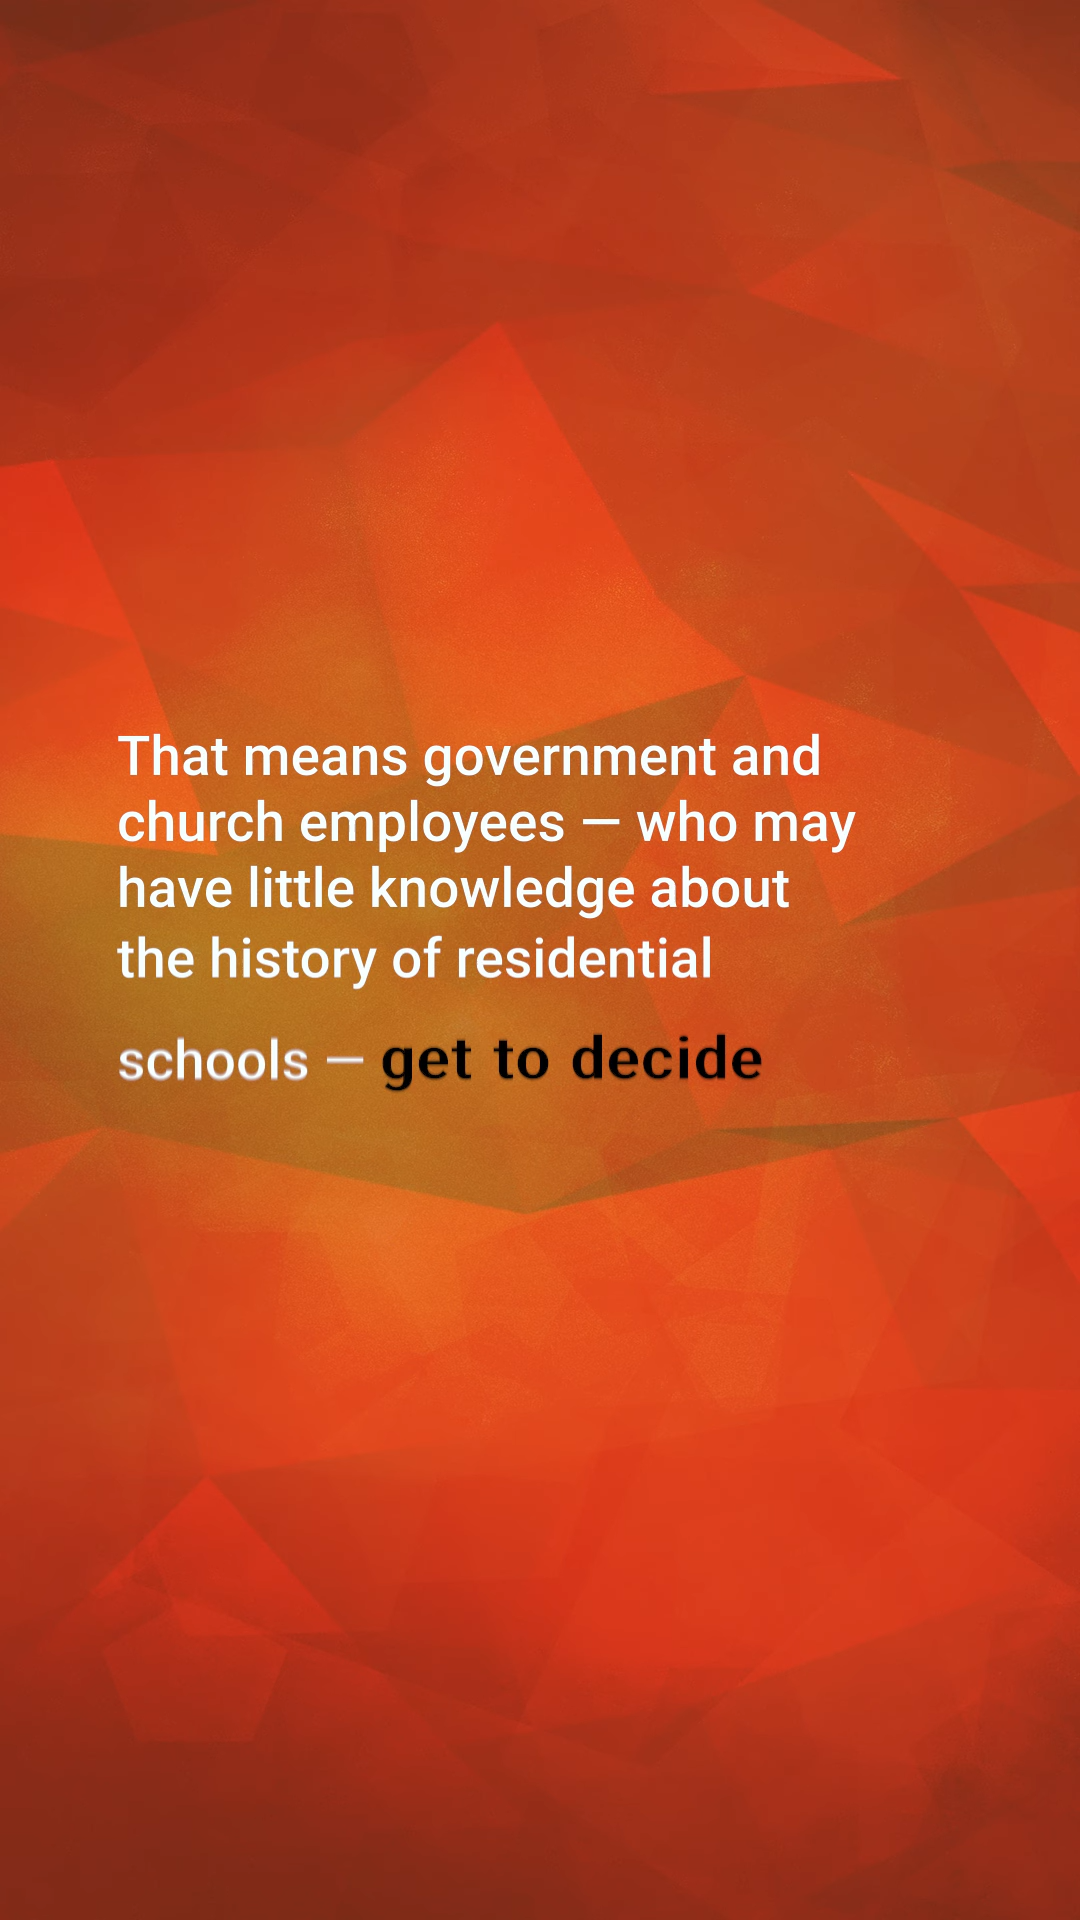 That means government and
church employees — who may
have little knowledge about
the history of residential
schools — get to decide